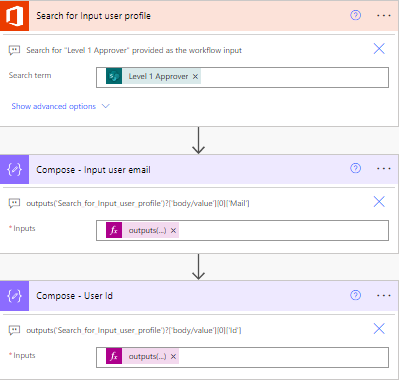 Search for Input user profile
Search for "Level 1 Approver" provided as the workflow input
Search term
Level 1 Approver ×
Show advanced options
Compose - Input user email
outputs('Search_for_Input_user_profile')?['body/value'][0]['Mail']
* Inputs
fx outputs(...) ×
Compose - User Id
outputs('Search_for_Input_user_profile')?['body/value'][0]['Id']
* Inputs
fx outputs(...) ×